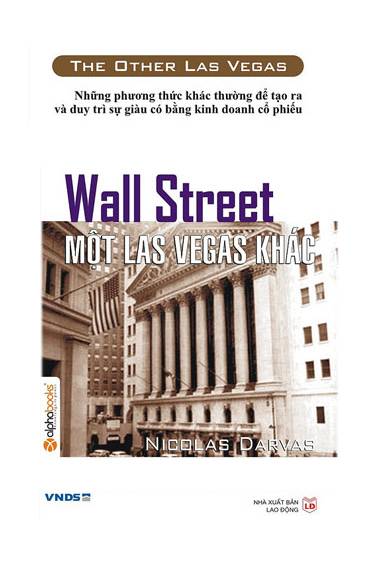 THE OTHER LAS VEGAS
Những phương thức khác thường để tạo ra
và duy trì sự giàu có bằng kinh doanh cổ phiếu
Wall Street
MỘT LAS VEGAS KHÁC
alphabooks
NICOLAS DARVAS
VNDS
NHÀ XUẤT BẢN
LAO ĐỘNG
LD